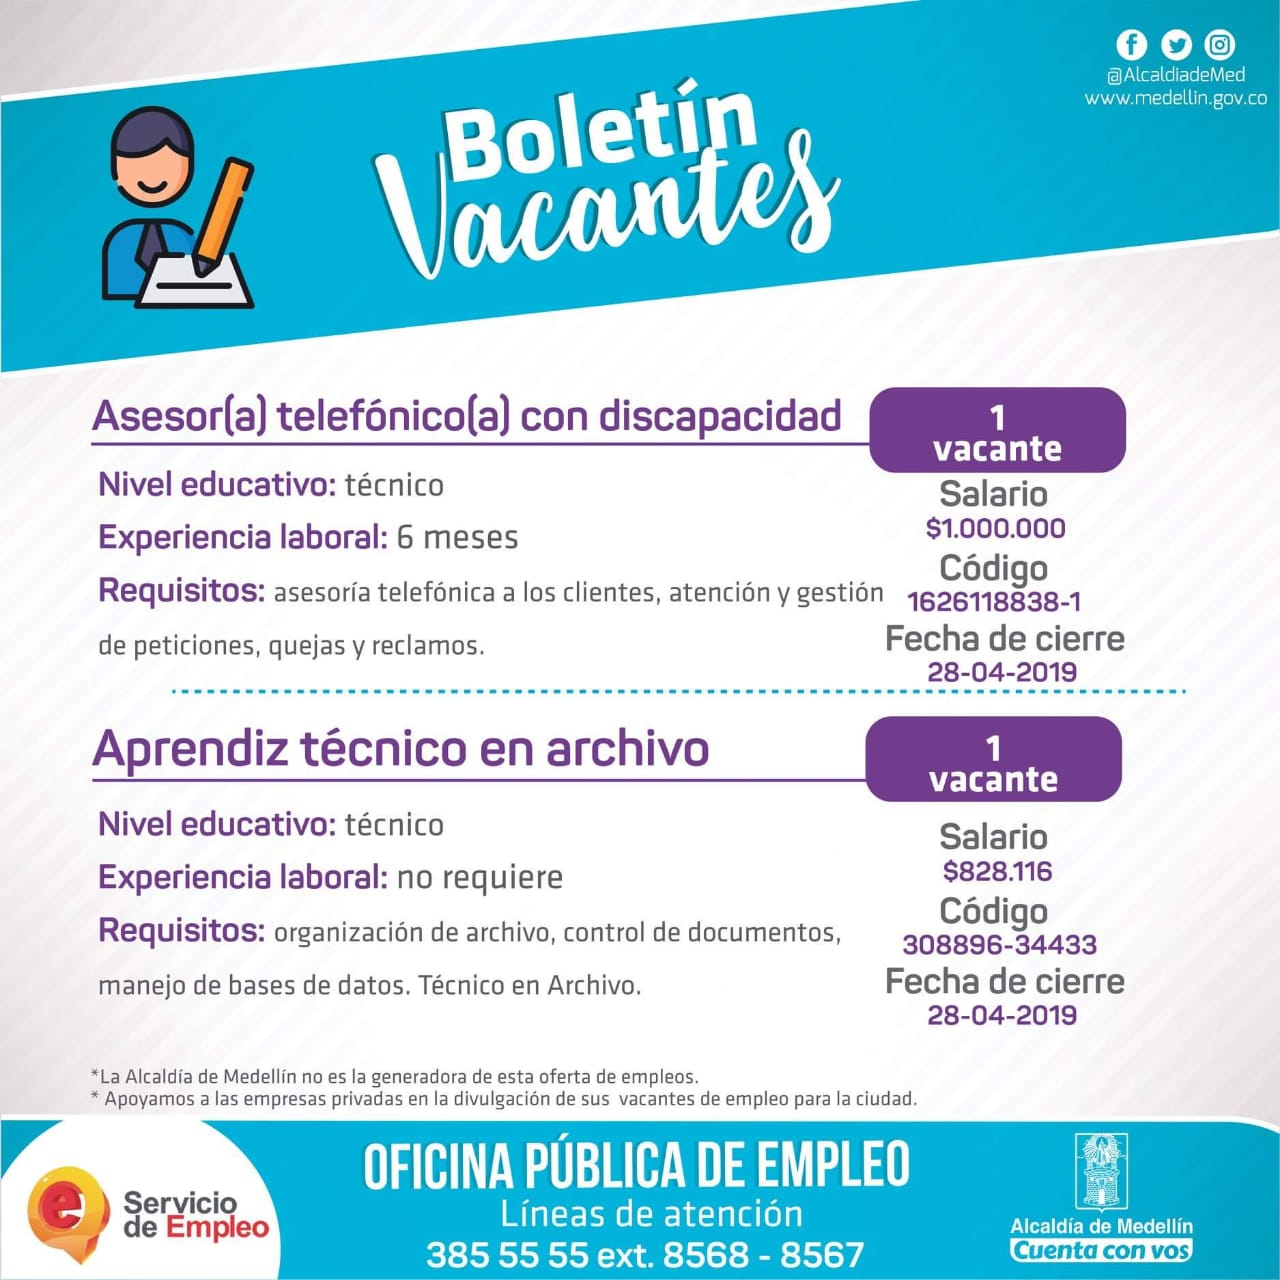 @AlcaldiadeMed
www.medellin.gov.co
Boletín
Vacantes
Asesor(a) telefónico(a) con discapacidad
1
vacante
Nivel educativo: técnico
Experiencia laboral: 6 meses
Requisitos: asesoría telefónica a los clientes, atención y gestión
de peticiones, quejas y reclamos.
Salario
$1.000.000
Código
1626118838-1
Fecha de cierre
28-04-2019
Aprendiz técnico en archivo
1
vacante
Nivel educativo: técnico
Experiencia laboral: no requiere
Requisitos: organización de archivo, control de documentos,
manejo de bases de datos. Técnico en Archivo.
Salario
$828.116
Código
308896-34433
Fecha de cierre
28-04-2019
*La Alcaldía de Medellín no es la generadora de esta oferta de empleos.
* Apoyamos a las empresas privadas en la divulgación de sus vacantes de empleo para la ciudad.
e
Servicio
de Empleo
OFICINA PÚBLICA DE EMPLEO
Líneas de atención
385 55 55 ext. 8568 - 8567
Alcaldía de Medellín
Cuenta con vos